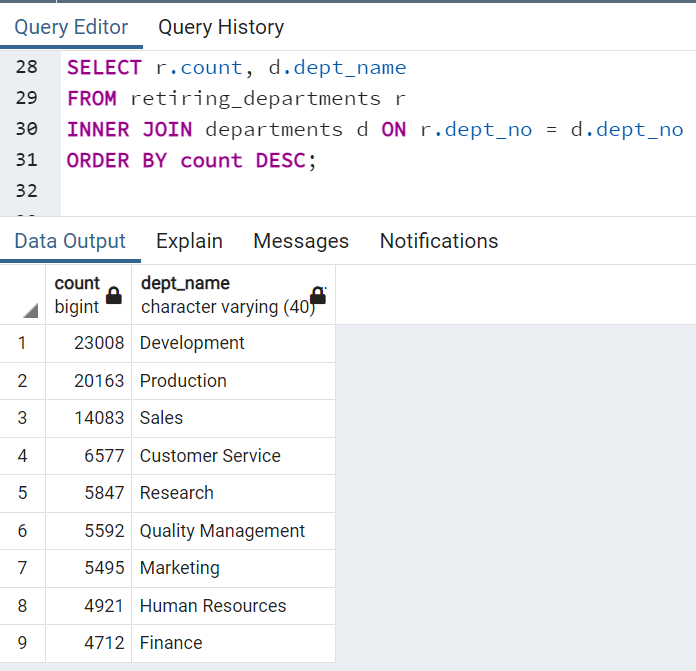 Query Editor Query History
28 SELECT r.count, d.dept_name
29 FROM retiring_departments r
30 INNER JOIN departments d ON r.dept_no = d.dept_no
31 ORDER BY count DESC;
32
Data Output Explain Messages Notifications
count dept_name
bigint character varying (40)
1 23008 Development
2 20163 Production
3 14083 Sales
4 6577 Customer Service
5 5847 Research
6 5592 Quality Management
7 5495 Marketing
8 4921 Human Resources
9 4712 Finance